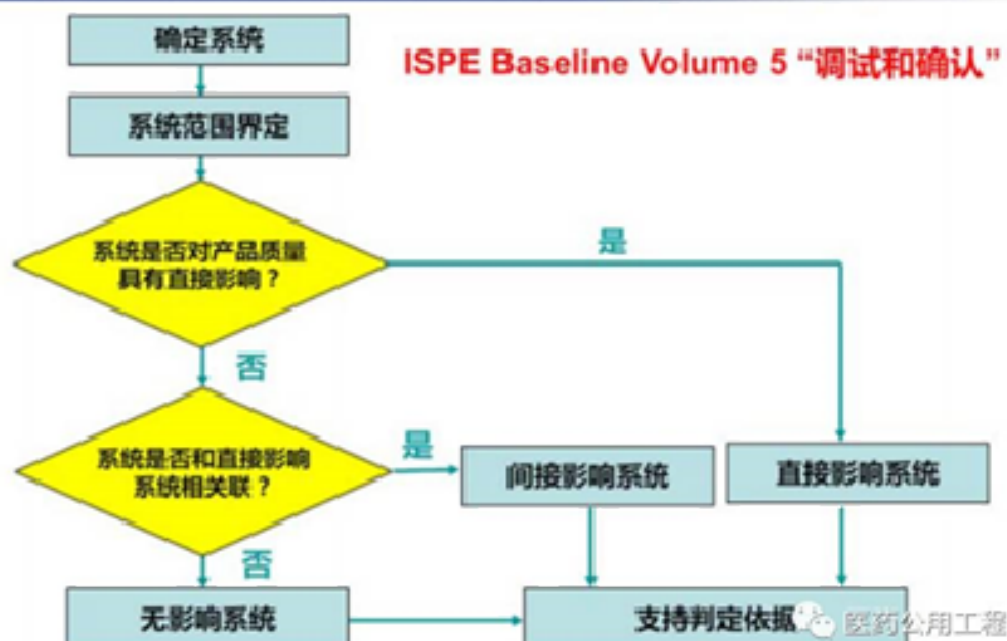 确定系统
ISPE Baseline Volume 5 “调试和确认”
系统范围界定
系统是否对产品质量
具有直接影响？
是
否
系统是否和直接影响
系统相关联？
是
间接影响系统
直接影响系统
否
无影响系统
支持判定依据
医药公用工程